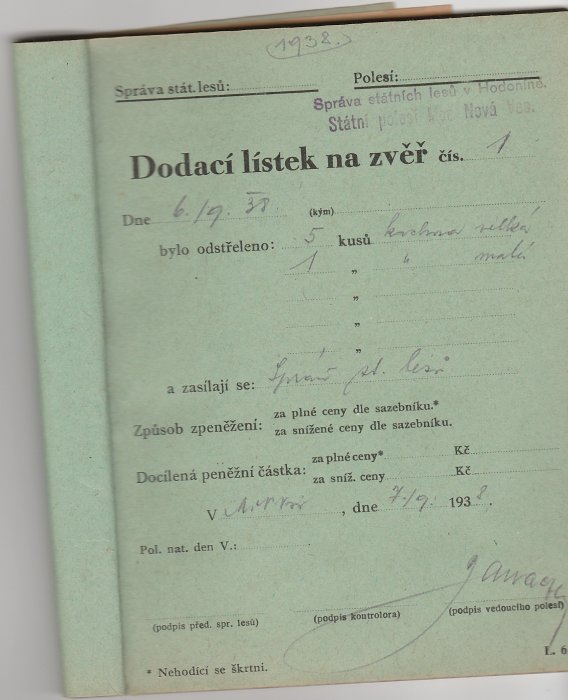 (1938.)
Správa stát. lesů: Polesí:
Správa státních lesů v Hodoníně.
Státní polesí Nová Ves.
Dodací lístek na zvěř čís. 1
Dne 6./9. 38 (kým)
bylo odstřeleno: 5 kusů velká
1 „ „ malá
„
„
„
a zasílají se: Správě st. lesů
Způsob zpeněžení: za plné ceny dle sazebníku.*
za snížené ceny dle sazebníku.
Docílená peněžní částka: za plné ceny* Kč
za sníž. ceny Kč
V , dne 7./9. 1938.
Pol. nat. den V.:
(podpis před. spr. lesů) (podpis kontrolora) (podpis vedoucího polesí)
* Nehodící se škrtni.
L. 6